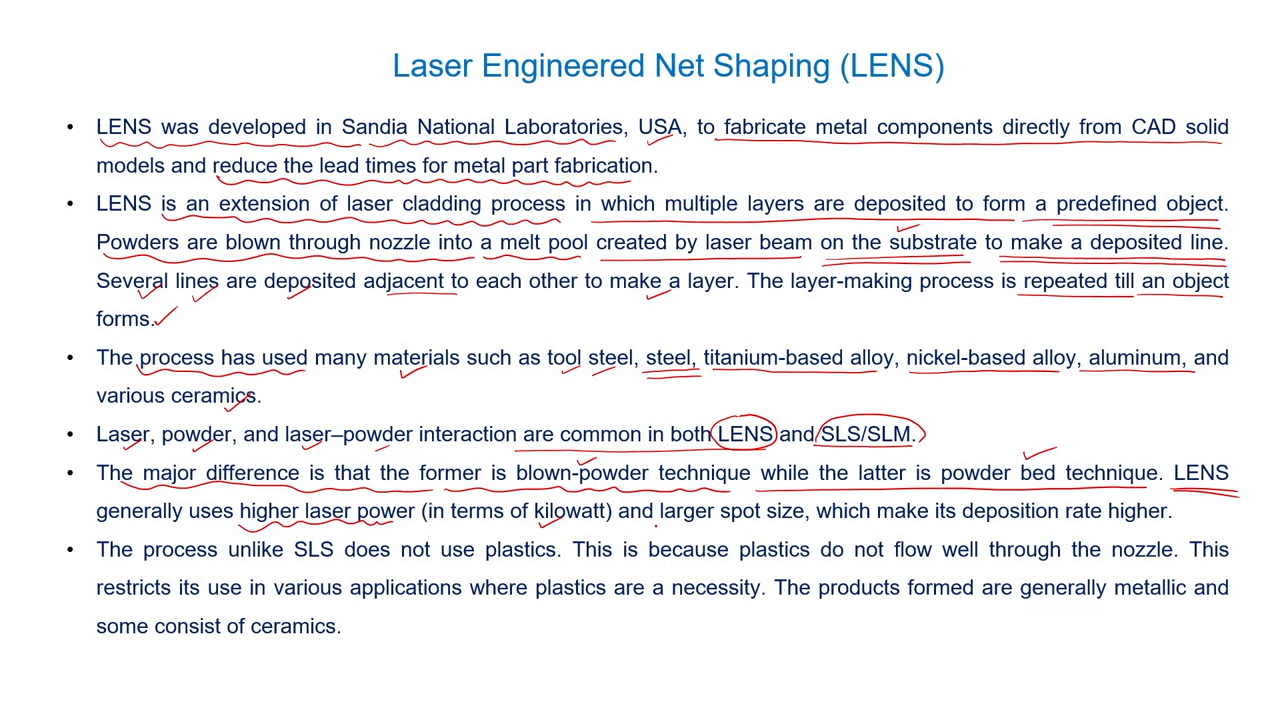 Laser Engineered Net Shaping (LENS)
• LENS was developed in Sandia National Laboratories, USA, to fabricate metal components directly from CAD solid
models and reduce the lead times for metal part fabrication.
• LENS is an extension of laser cladding process in which multiple layers are deposited to form a predefined object.
Powders are blown through nozzle into a melt pool created by laser beam on the substrate to make a deposited line.
Several lines are deposited adjacent to each other to make a layer. The layer-making process is repeated till an object
forms.
• The process has used many materials such as tool steel, steel, titanium-based alloy, nickel-based alloy, aluminum, and
various ceramics.
• Laser, powder, and laser–powder interaction are common in both LENS and SLS/SLM.
• The major difference is that the former is blown-powder technique while the latter is powder bed technique. LENS
generally uses higher laser power (in terms of kilowatt) and larger spot size, which make its deposition rate higher.
• The process unlike SLS does not use plastics. This is because plastics do not flow well through the nozzle. This
restricts its use in various applications where plastics are a necessity. The products formed are generally metallic and
some consist of ceramics.